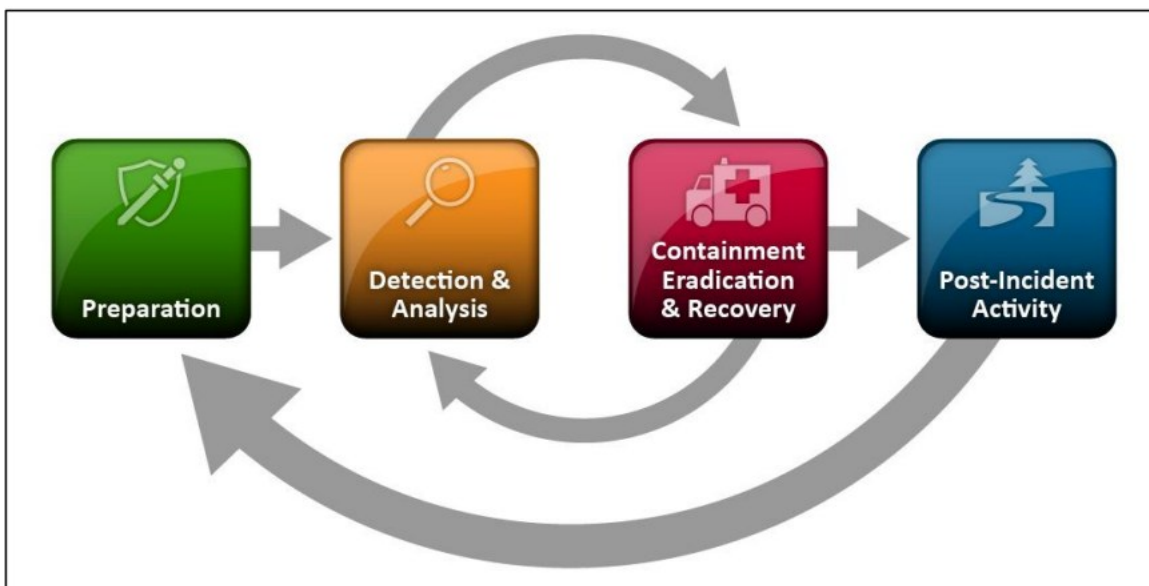 Preparation
Detection &
Analysis
Containment
Eradication
& Recovery
Post-Incident
Activity